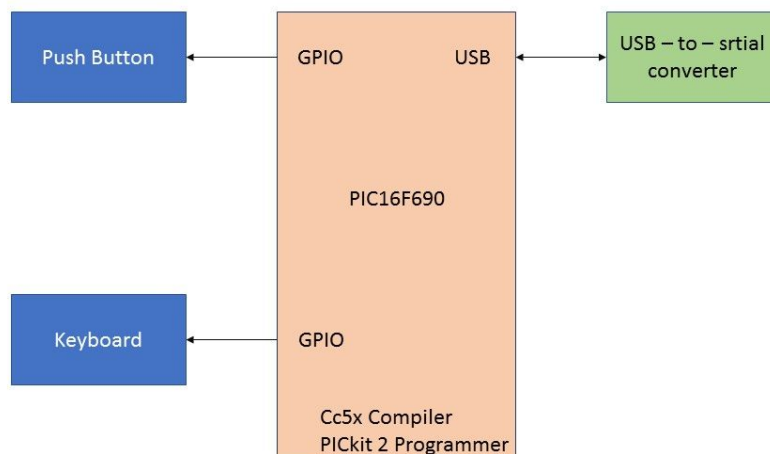 Push Button
GPIO
USB
USB – to – srtial
converter
PIC16F690
Keyboard
GPIO
Cc5x Compiler
PICkit 2 Programmer